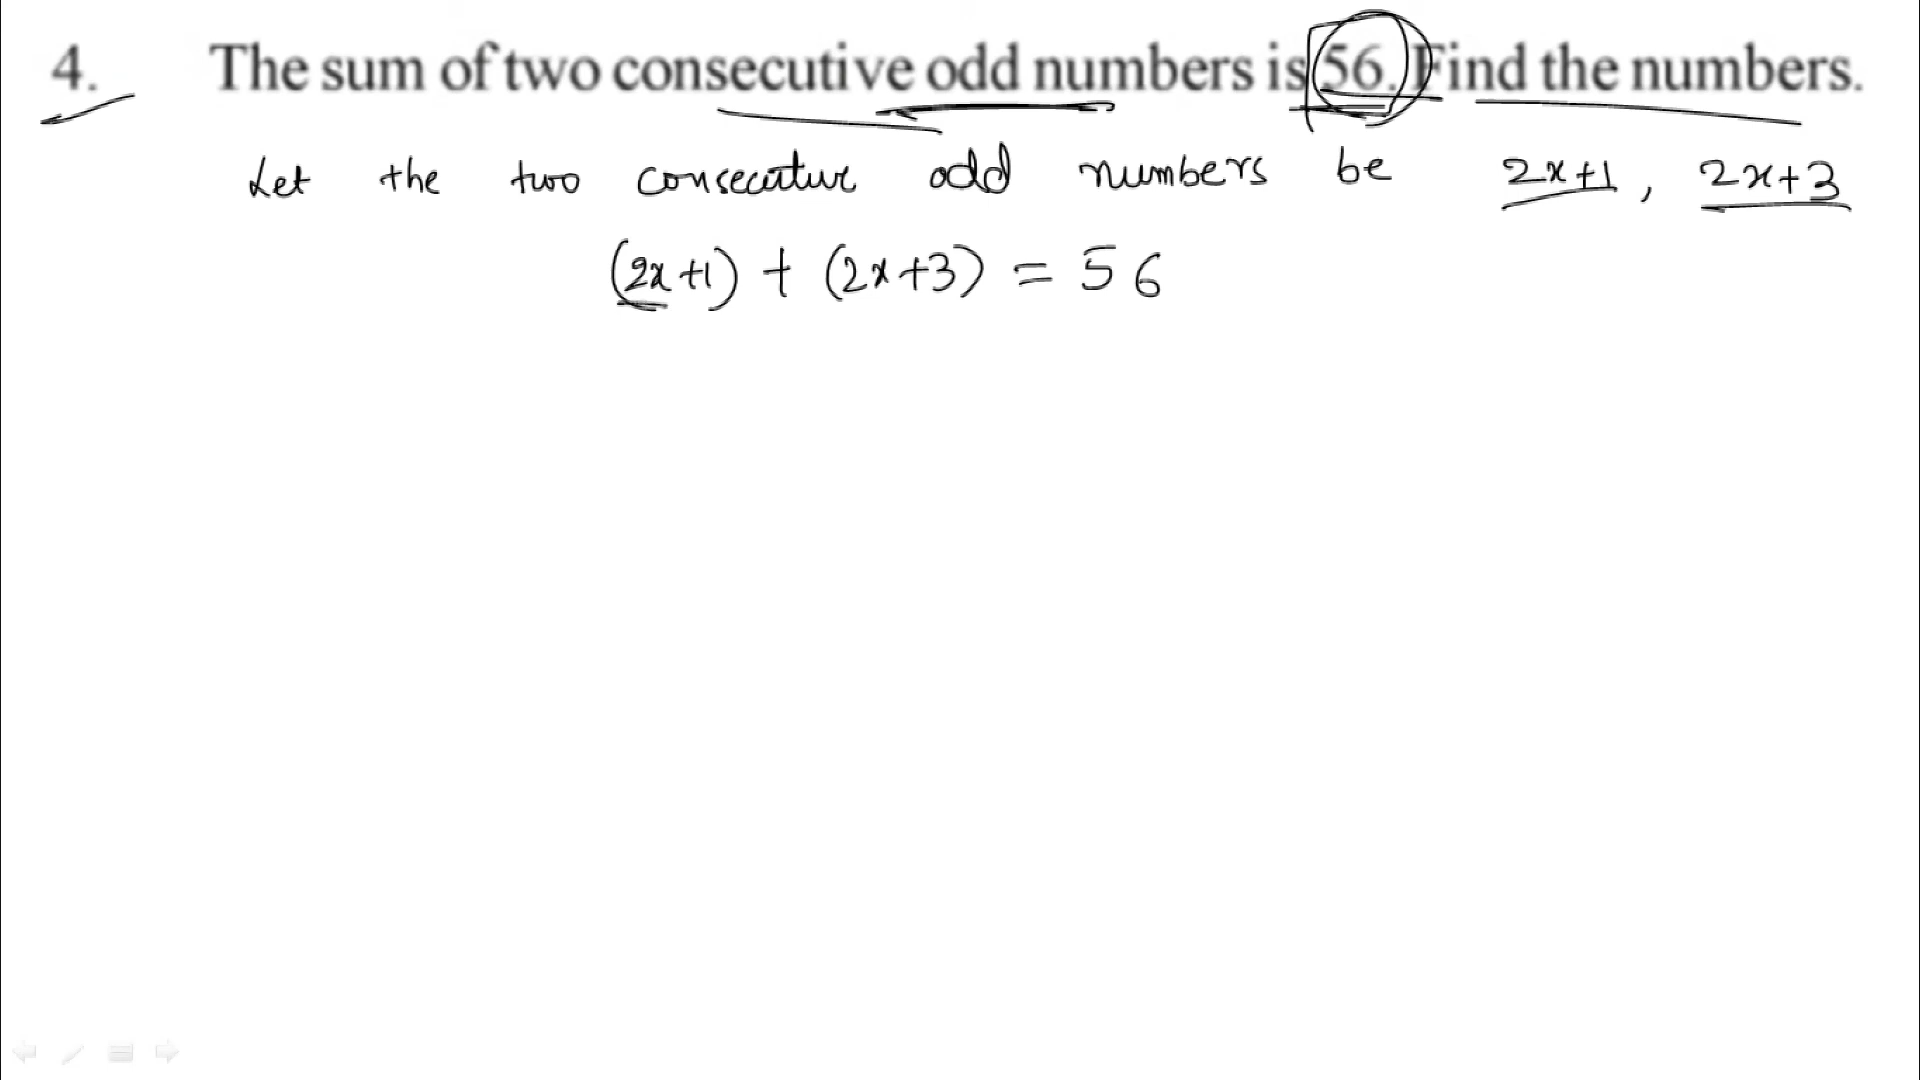 4. The sum of two consecutive odd numbers is 56. Find the numbers.
Let the two consecutive odd numbers be 2x+1, 2x+3
(2x+1) + (2x+3) = 56